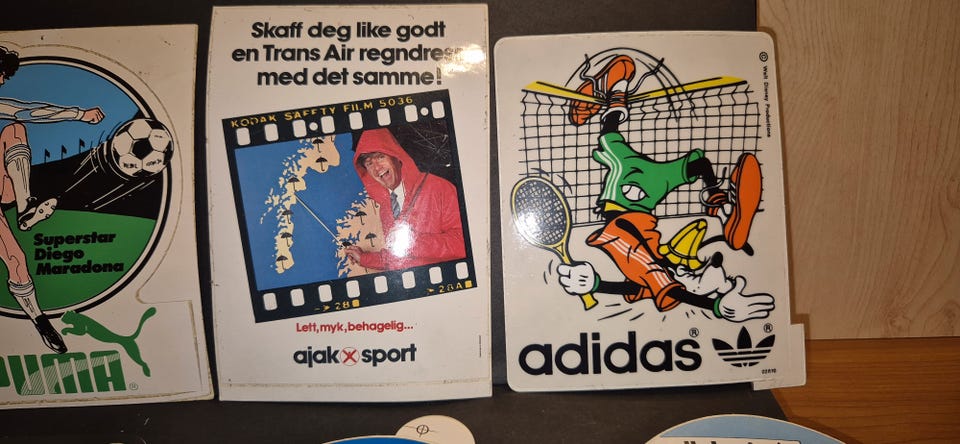 Superstar
Diego
Maradona
PUMA®
Skaff deg like godt
en Trans Air regndress
med det samme!
KODAK SAFETY FILM 5036
→ 28
→ 28A
Lett, myk, behagelig...
ajak sport
© Walt Disney Productions
adidas®